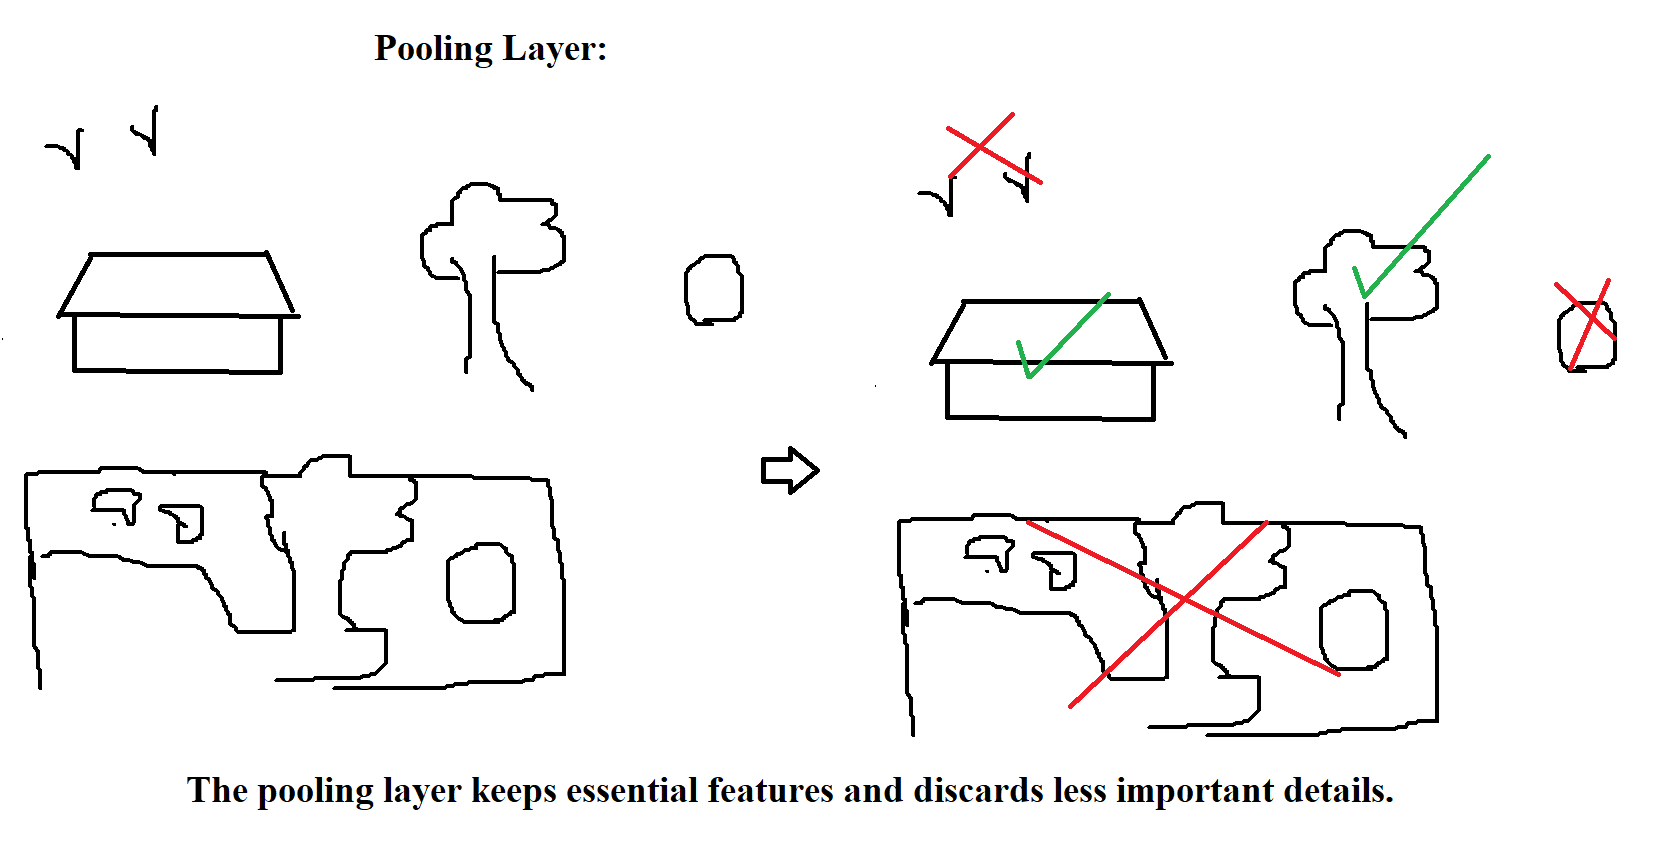 Pooling Layer:
The pooling layer keeps essential features and discards less important details.